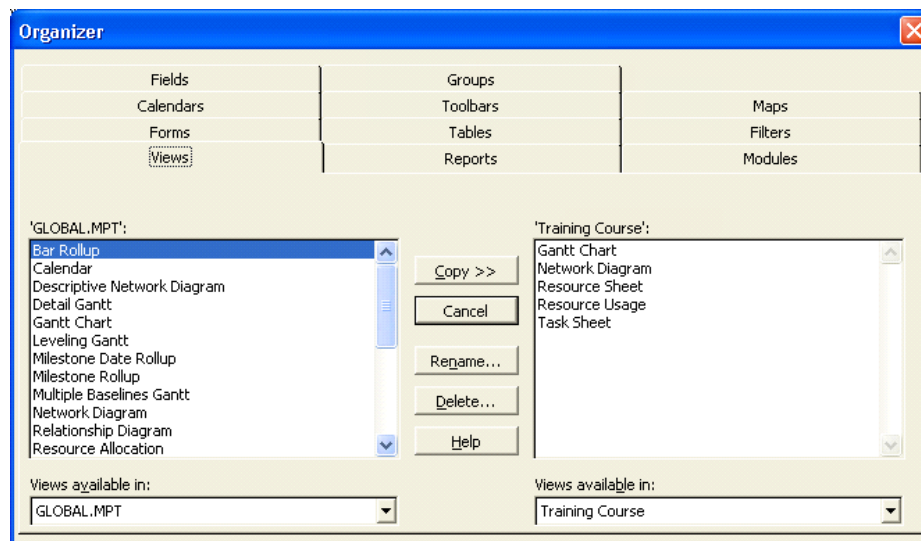 Organizer
Fields Groups
Calendars Toolbars Maps
Forms Tables Filters
Views Reports Modules
'GLOBAL.MPT':
Bar Rollup
Calendar
Descriptive Network Diagram
Detail Gantt
Gantt Chart
Leveling Gantt
Milestone Date Rollup
Milestone Rollup
Multiple Baselines Gantt
Network Diagram
Relationship Diagram
Resource Allocation
Copy >>
Cancel
Rename...
Delete...
Help
'Training Course':
Gantt Chart
Network Diagram
Resource Sheet
Resource Usage
Task Sheet
Views available in:
GLOBAL.MPT
Views available in:
Training Course